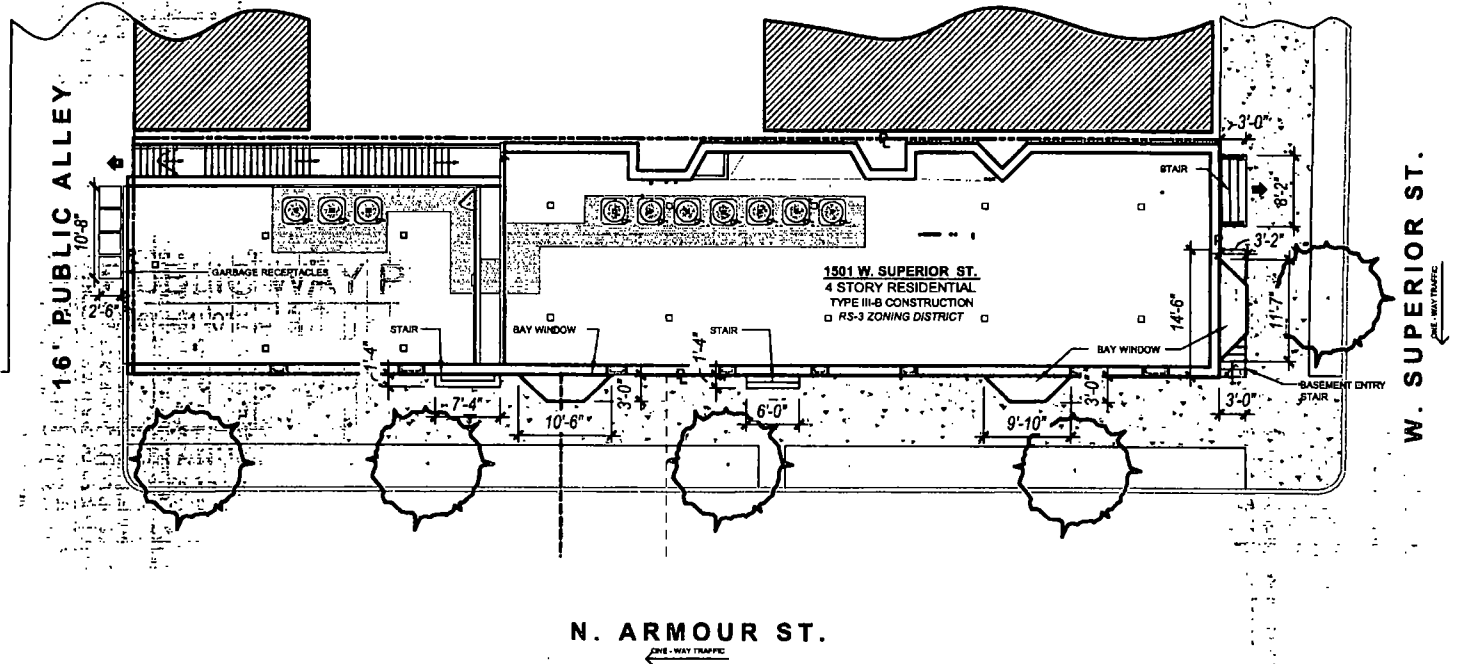 16' PUBLIC ALLEY
10'-8"
2'-6"
GARBAGE RECEPTACLES
STAIR
1'-4"
7'-4"
BAY WINDOW
10'-6"
3'-0"
STAIR
1'-4"
6'-0"
1501 W. SUPERIOR ST.
4 STORY RESIDENTIAL
TYPE III-B CONSTRUCTION
RS-3 ZONING DISTRICT
BAY WINDOW
9'-10"
3'-0"
14'-6"
STAIR
3'-0"
8'-2"
3'-2"
11'-7"
BASEMENT ENTRY
STAIR
3'-0"
W. SUPERIOR ST.
ONE - WAY TRAFFIC
N. ARMOUR ST.
ONE - WAY TRAFFIC